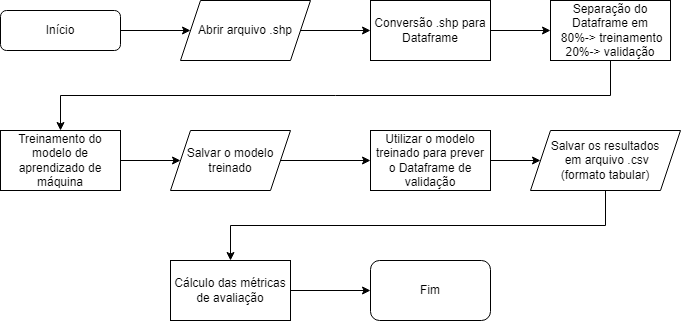 Início
Abrir arquivo .shp
Conversão .shp para
Dataframe
Separação do
Dataframe em
80%-> treinamento
20%-> validação
Treinamento do
modelo de
aprendizado de
máquina
Salvar o modelo
treinado
Utilizar o modelo
treinado para prever
o Dataframe de
validação
Salvar os resultados
em arquivo .csv
(formato tabular)
Cálculo das métricas
de avaliação
Fim